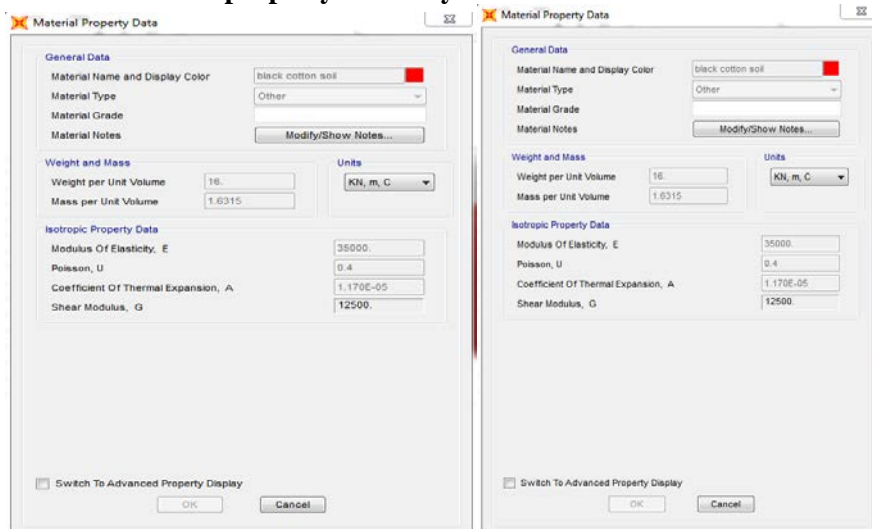 property
Material Property Data
General Data
Material Name and Display Color black cotton soil
Material Type Other
Material Grade
Material Notes Modify/Show Notes...
Weight and Mass Units
Weight per Unit Volume 16. KN, m, C
Mass per Unit Volume 1.6315
Isotropic Property Data
Modulus Of Elasticity, E 35000.
Poisson, U 0.4
Coefficient Of Thermal Expansion, A 1.170E-05
Shear Modulus, G 12500.
Switch To Advanced Property Display
OK Cancel
Material Property Data
General Data
Material Name and Display Color black cotton soil
Material Type Other
Material Grade
Material Notes Modify/Show Notes...
Weight and Mass Units
Weight per Unit Volume 16. KN, m, C
Mass per Unit Volume 1.6315
Isotropic Property Data
Modulus Of Elasticity, E 35000.
Poisson, U 0.4
Coefficient Of Thermal Expansion, A 1.170E-05
Shear Modulus, G 12500.
Switch To Advanced Property Display
OK Cancel